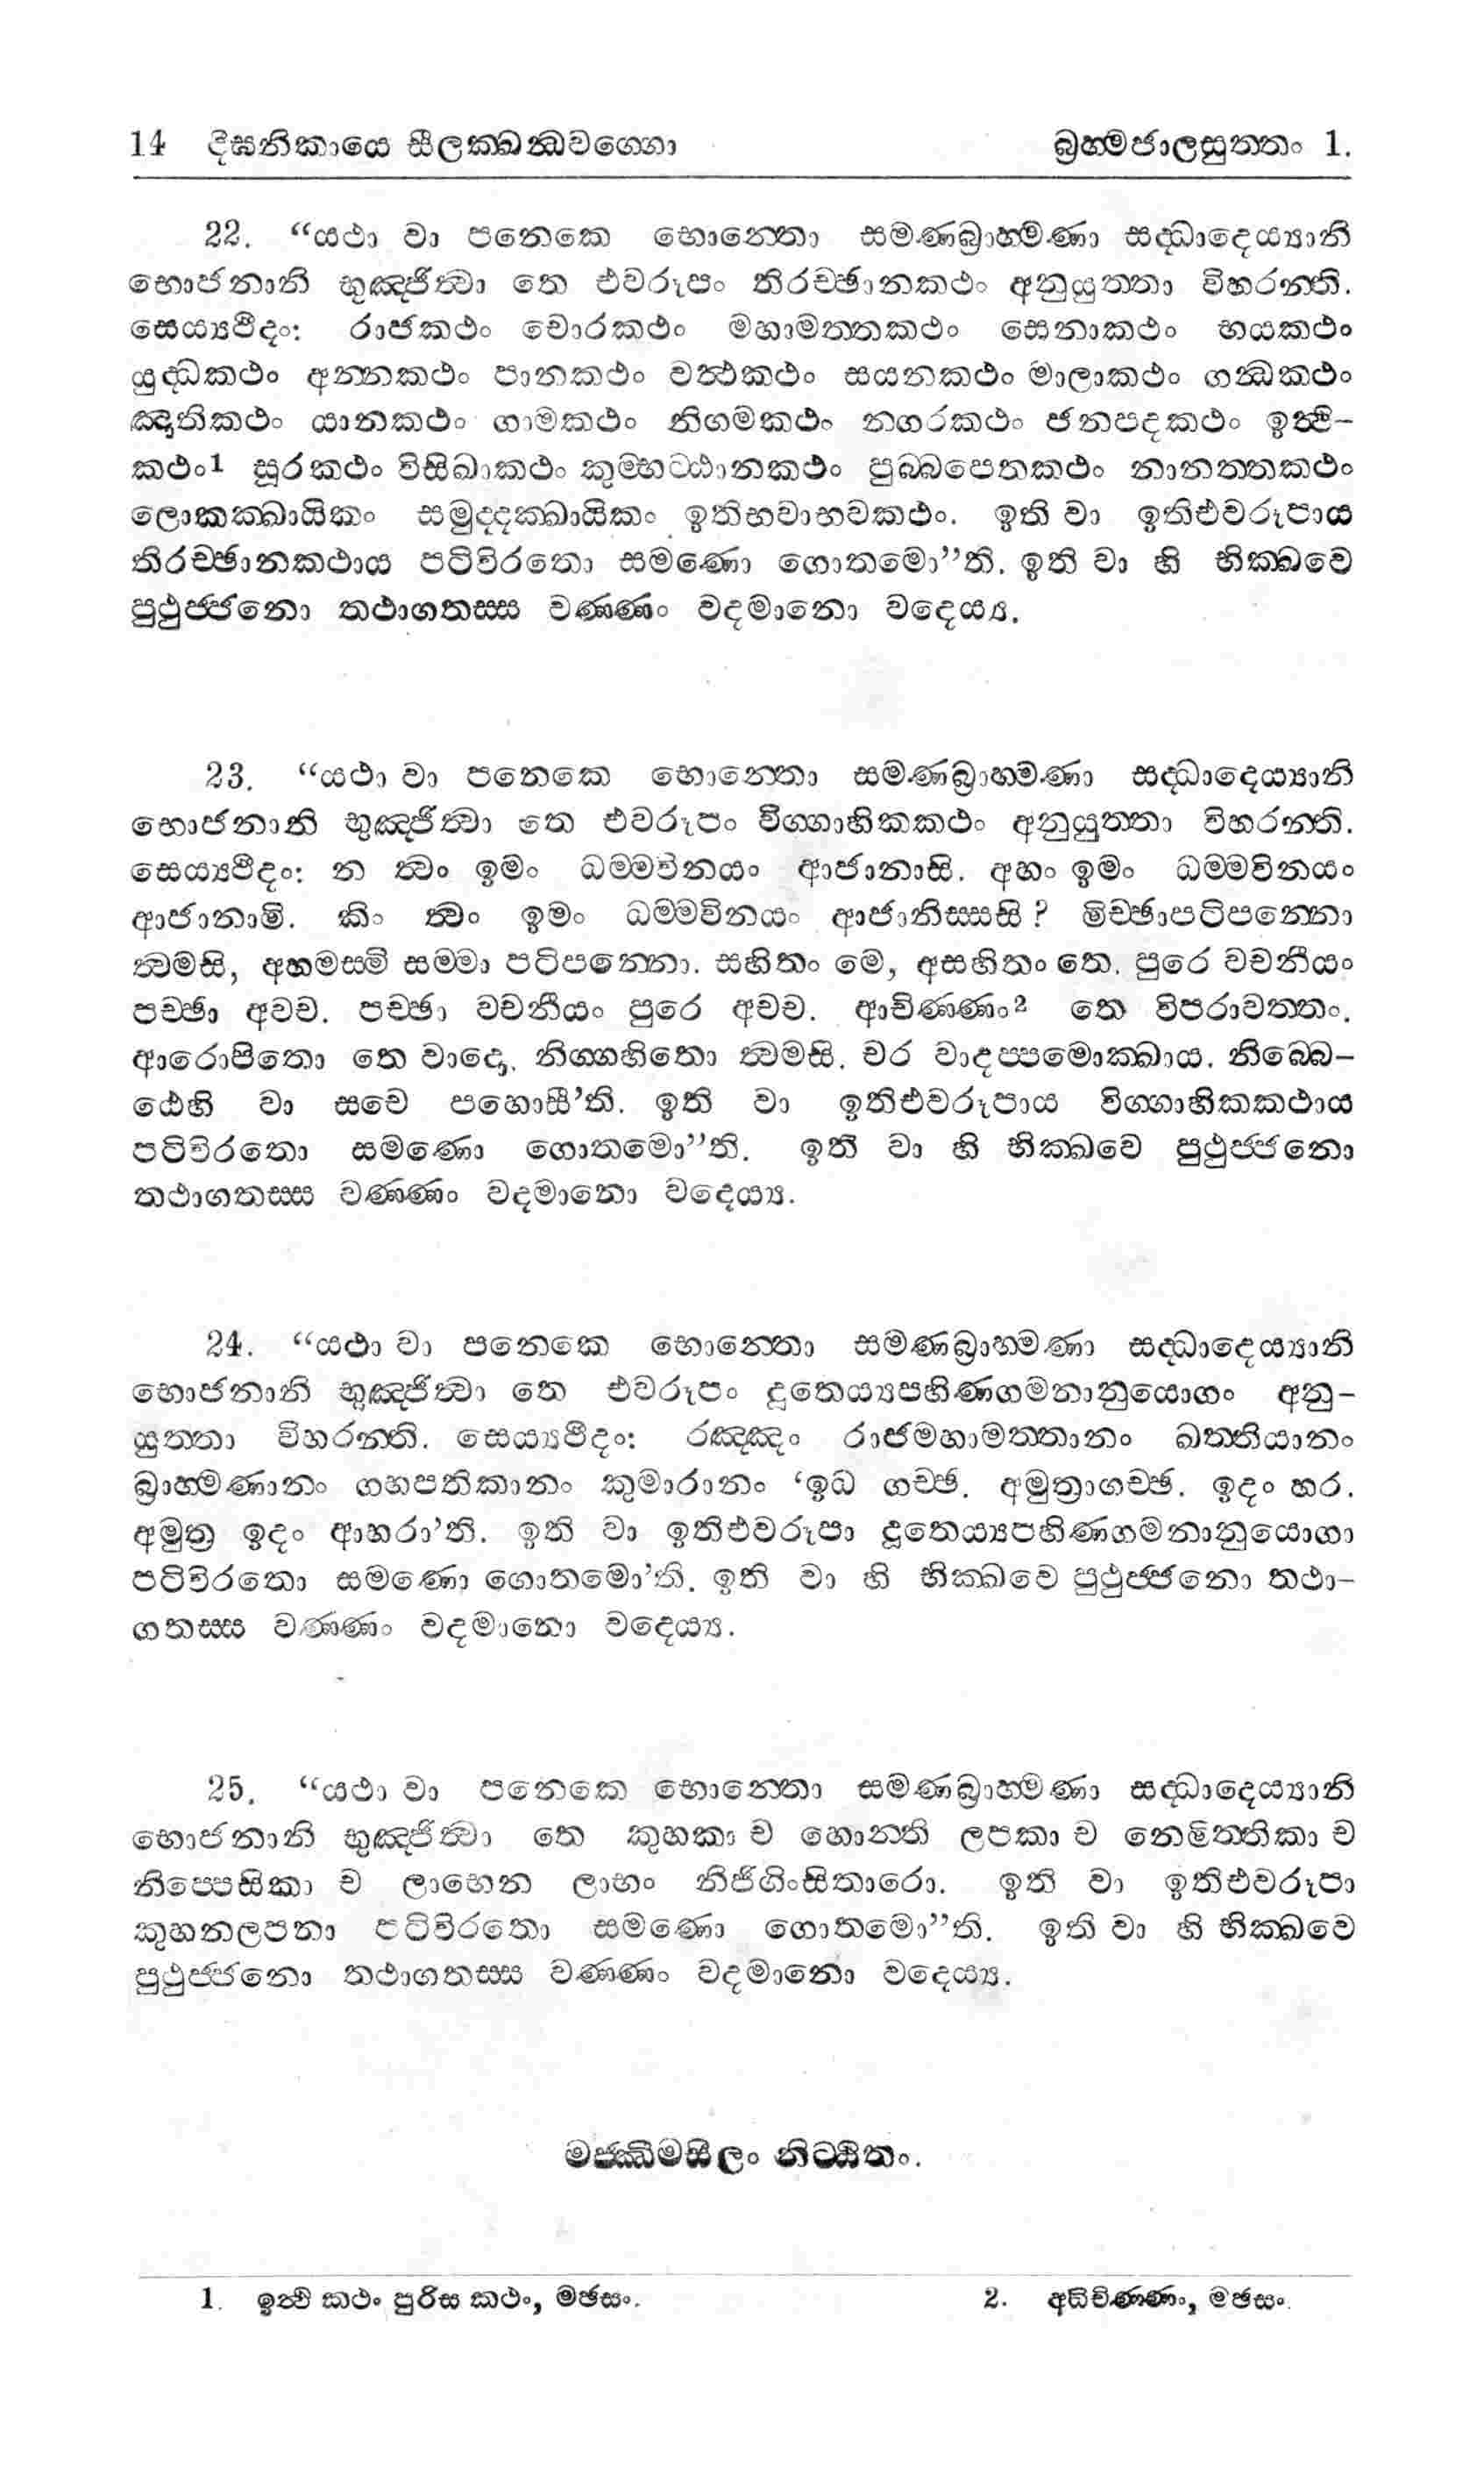 14 දීඝනිකායෙ සීලක්ඛන්ධවග්ගො
බ්‍රහ්මජාලසුත්තං 1.
22. “යථා වා පනෙකෙ භොන්තො සමණබ්‍රාහ්මණා සද්ධාදෙය්‍යානි
භොජනානි භුඤ්ජිත්වා තෙ එවරූපං තිරච්ඡානකථං අනුයුත්තා විහරන්ති.
සෙය්‍යථීදං: රාජකථං චොරකථං මහාමත්තකථං සෙනාකථං භයකථං
යුද්ධකථං අන්නකථං පානකථං වත්ථකථං සයනකථං මාලාකථං ගන්ධකථං
ඤාතිකථං යානකථං ගාමකථං නිගමකථං නගරකථං ජනපදකථං ඉත්ථි-
කථං1 සූරකථං විසිඛාකථං කුම්භට්ඨානකථං පුබ්බපෙතකථං නානත්තකථං
ලොකක්ඛායිකං සමුද්දක්ඛායිකං ඉතිභවාභවකථං. ඉති වා ඉතිඑවරූපාය
තිරච්ඡානකථාය පටිවිරතො සමණො ගොතමො”ති. ඉති වා හි භික්ඛවෙ
පුථුජ්ජනො තථාගතස්ස වණ්ණං වදමානො වදෙය්‍ය.
23. “යථා වා පනෙකෙ භොන්තො සමණබ්‍රාහ්මණා සද්ධාදෙය්‍යානි
භොජනානි භුඤ්ජිත්වා තෙ එවරූපං විග්ගාහිකකථං අනුයුත්තා විහරන්ති.
සෙය්‍යථීදං: න ත්වං ඉමං ධම්මවිනයං ආජානාසි. අහං ඉමං ධම්මවිනයං
ආජානාමි. කිං ත්වං ඉමං ධම්මවිනයං ආජානිස්සසි? මිච්ඡාපටිපන්නො
ත්වමසි, අහමස්මි සම්මා පටිපන්නො. සහිතං මෙ, අසහිතං තෙ. පුරෙ වචනීයං
පච්ඡා අවච. පච්ඡා වචනීයං පුරෙ අවච. ආචිණ්ණං2 තෙ විපරාවත්තං.
ආරොපිතො තෙ වාදො, නිග්ගහිතො ත්වමසි. චර වාදප්පමොක්ඛාය. නිබ්බෙ-
ඨෙහි වා සචෙ පහොසී’ති. ඉති වා ඉතිඑවරූපාය විග්ගාහිකකථාය
පටිවිරතො සමණො ගොතමො”ති. ඉති වා හි භික්ඛවෙ පුථුජ්ජනො
තථාගතස්ස වණ්ණං වදමානො වදෙය්‍ය.
24. “යථා වා පනෙකෙ භොන්තො සමණබ්‍රාහ්මණා සද්ධාදෙය්‍යානි
භොජනානි භුඤ්ජිත්වා තෙ එවරූපං දූතෙය්‍යපහිණගමනානුයොගං අනු-
යුත්තා විහරන්ති. සෙය්‍යථීදං: රඤ්ඤං රාජමහාමත්තානං ඛත්තියානං
බ්‍රාහ්මණානං ගහපතිකානං කුමාරානං ‘ඉධ ගච්ඡ. අමුත්‍රාගච්ඡ. ඉදං හර.
අමුත්‍ර ඉදං ආහරා’ති. ඉති වා ඉතිඑවරූපා දූතෙය්‍යපහිණගමනානුයොගා
පටිවිරතො සමණො ගොතමො’ති. ඉති වා හි භික්ඛවෙ පුථුජ්ජනො තථා-
ගතස්ස වණ්ණං වදමානො වදෙය්‍ය.
25. “යථා වා පනෙකෙ භොන්තො සමණබ්‍රාහ්මණා සද්ධාදෙය්‍යානි
භොජනානි භුඤ්ජිත්වා තෙ කුහකා ච හොන්ති ලපකා ච නෙමිත්තිකා ච
නිප්පෙසිකා ච ලාභෙන ලාභං නිජිගිංසිතාරො. ඉති වා ඉතිඑවරූපා
කුහනලපනා පටිවිරතො සමණො ගොතමො”ති. ඉති වා හි භික්ඛවෙ
පුථුජ්ජනො තථාගතස්ස වණ්ණං වදමානො වදෙය්‍ය.
මජ්ඣිමසීලං නිට්ඨිතං.
1. ඉත්ථි කථං පුරිස කථං, මඡසං.
2. අධිචිණ්ණං, මඡසං.